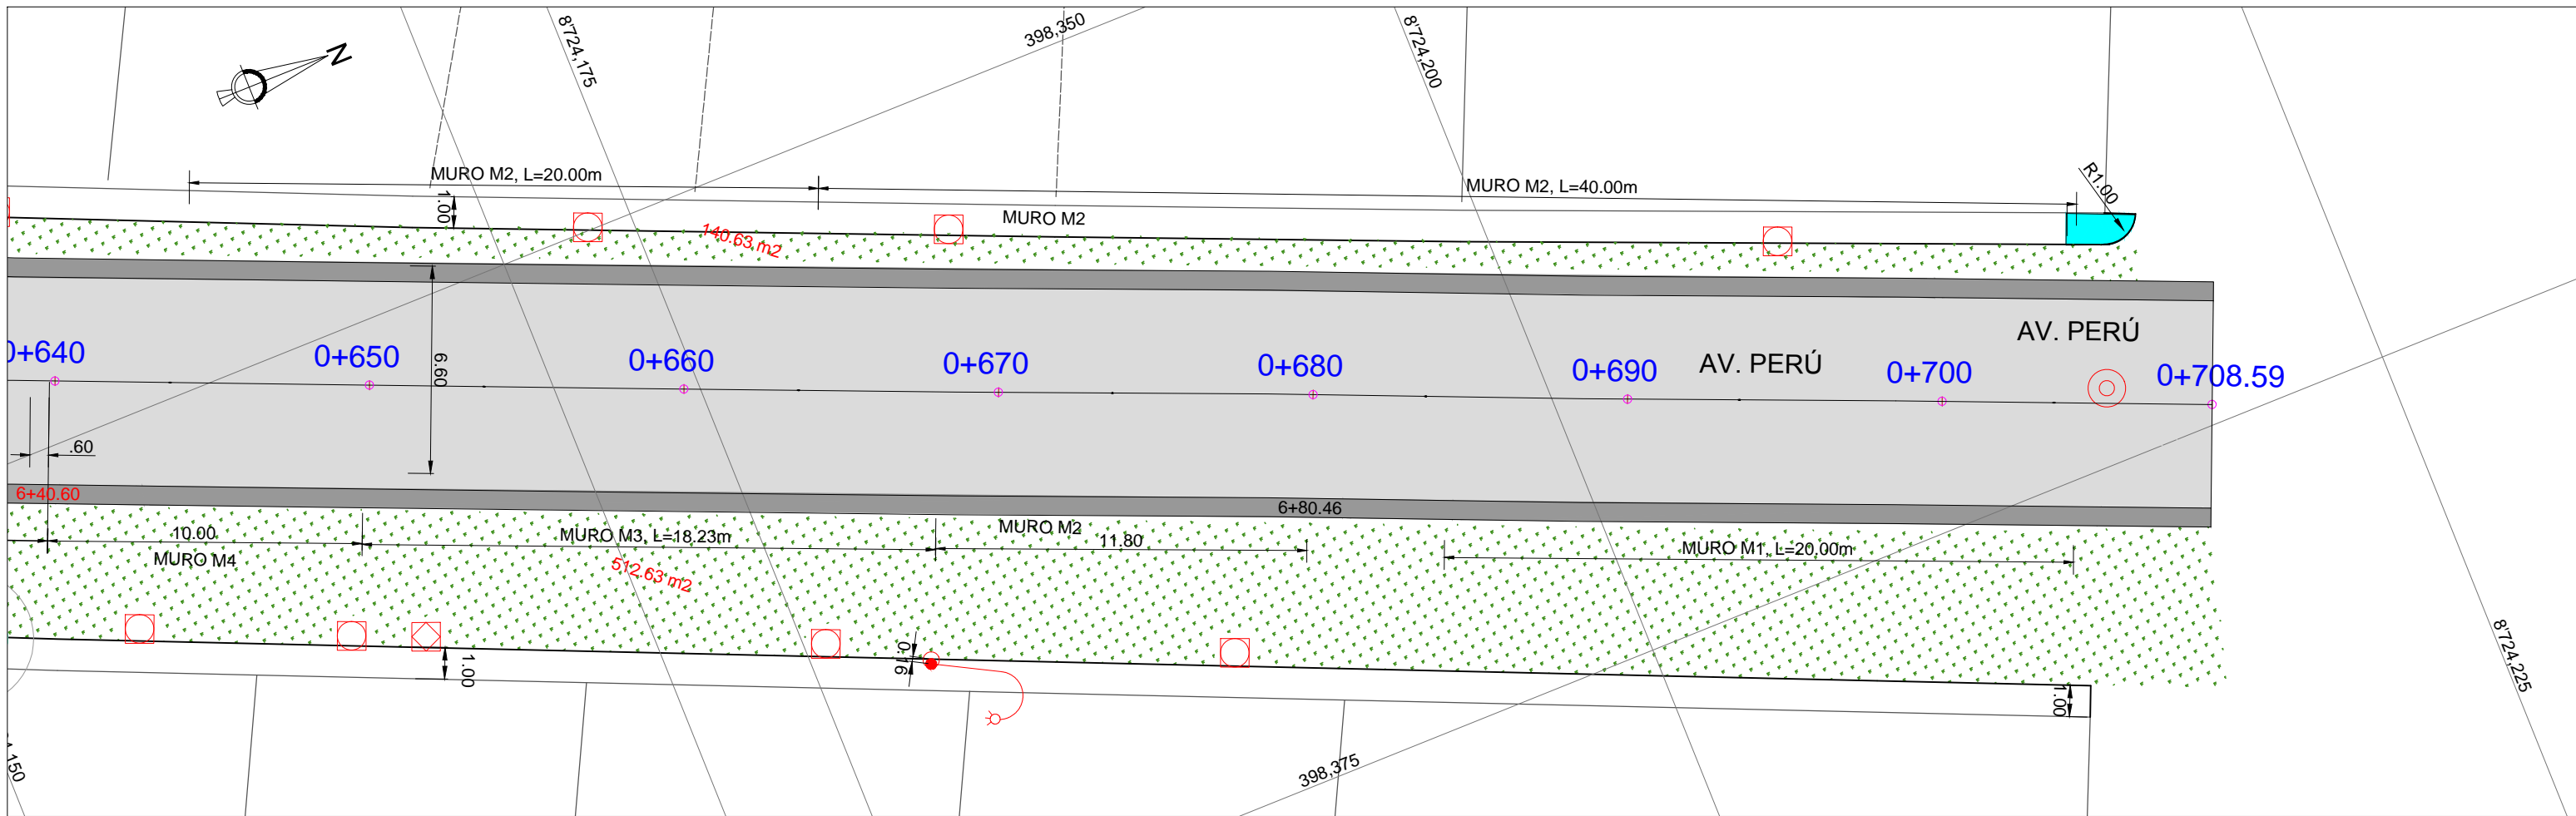 8'724,175
398,350
8'724,200
N
MURO M2, L=20.00m
MURO M2, L=40.00m
R1.00
1.00
MURO M2
140.63 m2
AV. PERÚ
AV. PERÚ
0+640
0+650
0+660
0+670
0+680
0+690
0+700
0+708.59
6.60
.60
6+40.60
6+80.46
10.00
MURO M4
MURO M3, L=18.23m
MURO M2
11.80
MURO M1, L=20.00m
512.63 m2
1.00
0.16
1.00
8'724,225
398,375
150